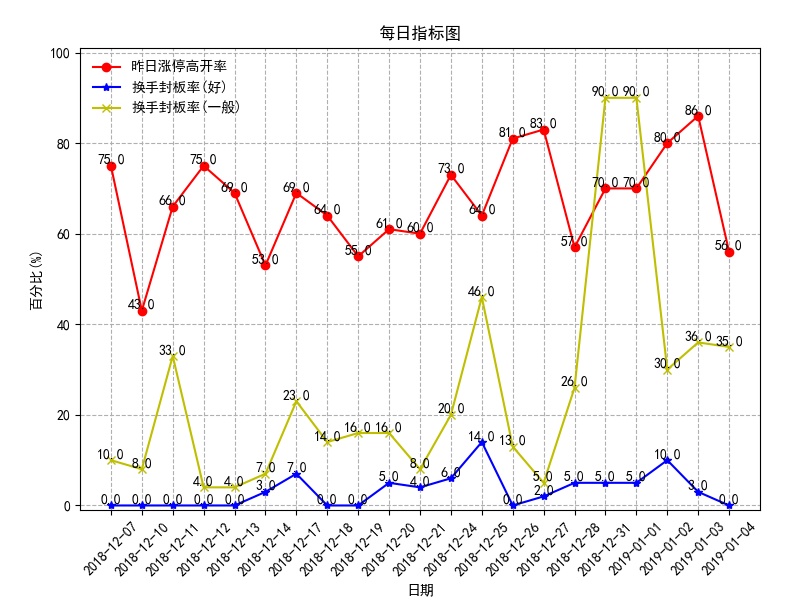 每日指标图
昨日涨停高开率
换手封板率(好)
换手封板率(一般)
百分比(%)
100
80
60
40
20
0
75.0 43.0 66.0 75.0 69.0 53.0 69.0 64.0 55.0 61.0 60.0 73.0 64.0 81.0 83.0 57.0 70.0 70.0 80.0 86.0 56.0
10.0 8.0 33.0 4.0 4.0 7.0 23.0 14.0 16.0 16.0 8.0 20.0 46.0 13.0 5.0 26.0 90.0 90.0 30.0 36.0 35.0
0.0 0.0 0.0 0.0 0.0 3.0 7.0 0.0 0.0 5.0 4.0 6.0 14.0 0.0 2.0 5.0 5.0 5.0 10.0 3.0 0.0
2018-12-07 2018-12-10 2018-12-11 2018-12-12 2018-12-13 2018-12-14 2018-12-17 2018-12-18 2018-12-19 2018-12-20 2018-12-21 2018-12-24 2018-12-25 2018-12-26 2018-12-27 2018-12-28 2018-12-31 2019-01-01 2019-01-02 2019-01-03 2019-01-04
日期